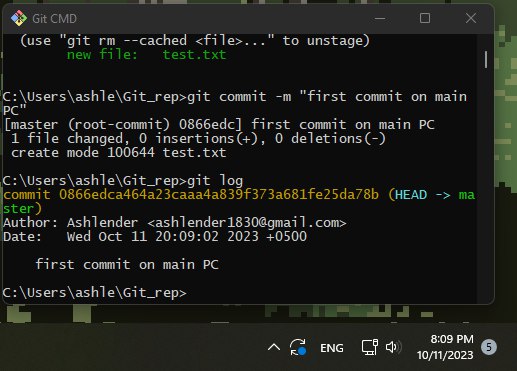 Git CMD
(use "git rm --cached <file>..." to unstage)
new file:   test.txt
C:\Users\ashle\Git_rep>git commit -m "first commit on main
PC"
[master (root-commit) 0866edc] first commit on main PC
1 file changed, 0 insertions(+), 0 deletions(-)
create mode 100644 test.txt
C:\Users\ashle\Git_rep>git log
commit 0866edca464a23caaa4a839f373a681fe25da78b (HEAD -> ma
ster)
Author: Ashlender <ashlender1830@gmail.com>
Date:   Wed Oct 11 20:09:02 2023 +0500
first commit on main PC
C:\Users\ashle\Git_rep>
ENG
8:09 PM
10/11/2023
5